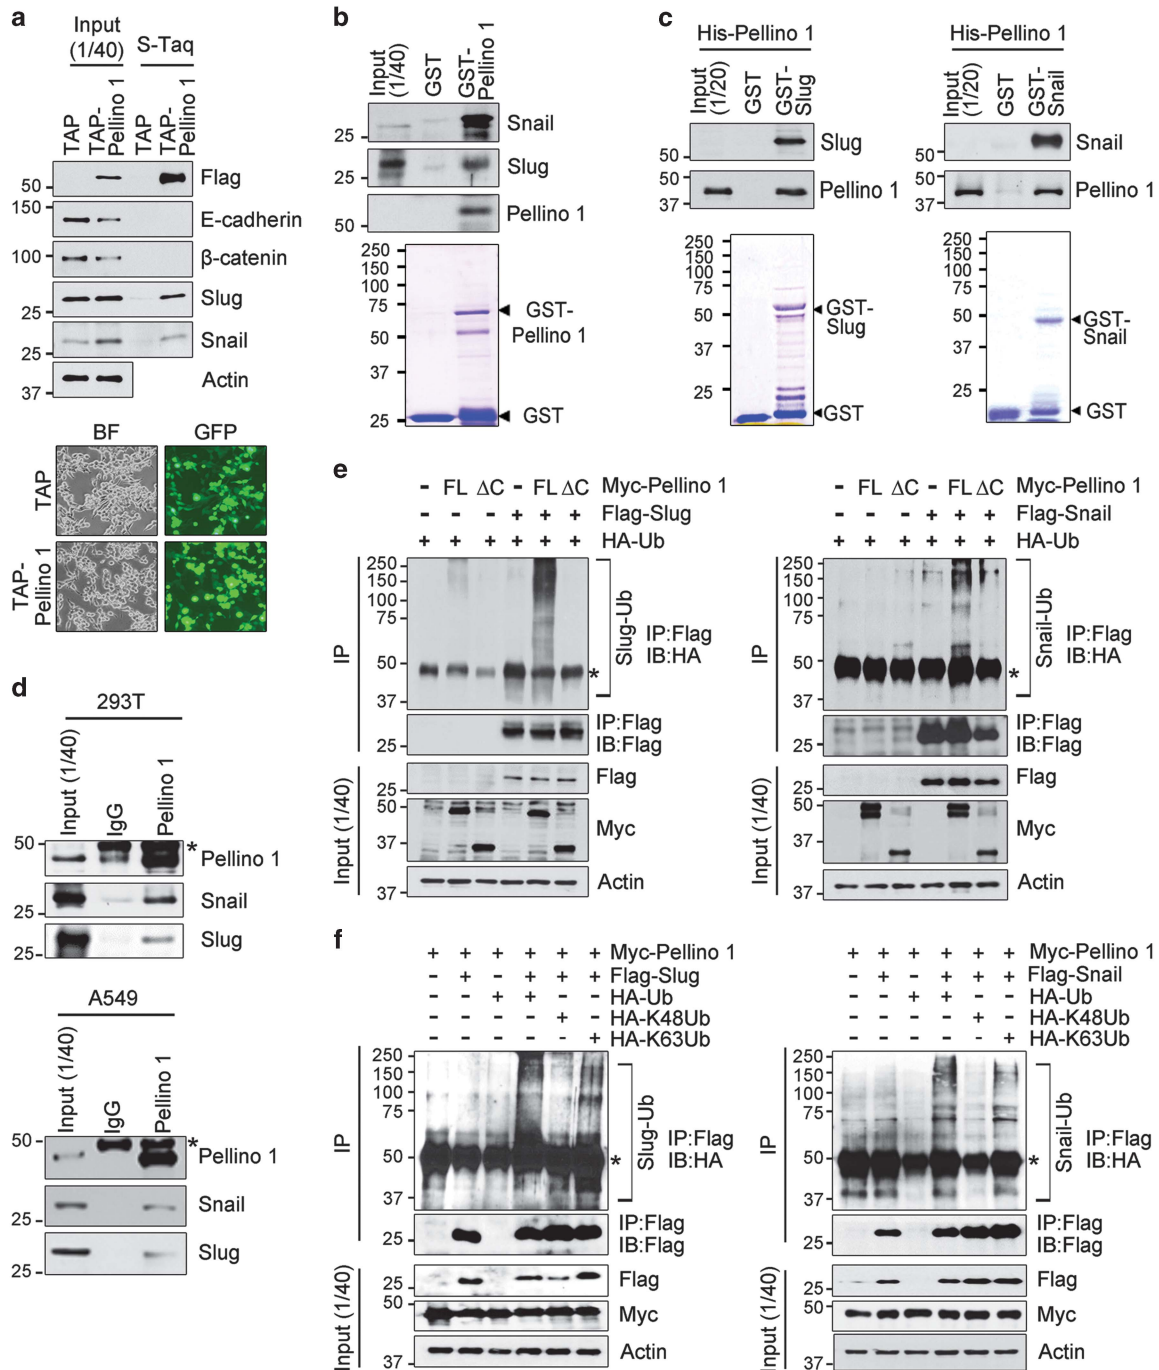 a
Input
(1/40)
S-Taq
TAP
TAP-
Pellino 1
TAP
TAP-
Pellino 1
50
Flag
150
E-cadherin
100
β-catenin
25
Slug
25
Snail
37
Actin
BF
GFP
TAP
TAP-
Pellino 1
b
Input
(1/40)
GST
GST-
Pellino 1
25
Snail
25
Slug
50
Pellino 1
250
150
100
75
50
37
25
GST-
Pellino 1
GST
c
His-Pellino 1
Input
(1/20)
GST
GST-
Slug
50
Slug
50
37
Pellino 1
250
150
100
75
50
37
25
GST-
Slug
GST
His-Pellino 1
Input
(1/20)
GST
GST-
Snail
50
Snail
50
37
Pellino 1
250
150
100
75
50
37
25
GST-
Snail
GST
d
293T
Input (1/40)
IgG
Pellino 1
50
*
Pellino 1
25
Snail
25
Slug
A549
Input (1/40)
IgG
Pellino 1
50
*
Pellino 1
25
Snail
25
Slug
e
- FL ΔC - FL ΔC Myc-Pellino 1
- - - + + + Flag-Slug
+ + + + + + HA-Ub
IP
250
150
100
75
50
37
*
Slug-Ub
IP:Flag
IB:HA
25
IP:Flag
IB:Flag
Input (1/40)
25
Flag
50
37
Myc
37
Actin
- FL ΔC - FL ΔC Myc-Pellino 1
- - - + + + Flag-Snail
+ + + + + + HA-Ub
IP
250
150
100
75
50
37
*
Snail-Ub
IP:Flag
IB:HA
25
IP:Flag
IB:Flag
Input (1/40)
25
Flag
50
37
Myc
37
Actin
f
+ + + + + + Myc-Pellino 1
- + - + + + Flag-Slug
- - + + - - HA-Ub
- - - - + - HA-K48Ub
- - - - - + HA-K63Ub
IP
250
150
100
75
50
37
*
Slug-Ub
IP:Flag
IB:HA
25
IP:Flag
IB:Flag
Input (1/40)
25
Flag
50
Myc
37
Actin
+ + + + + + Myc-Pellino 1
- + - + + + Flag-Snail
- - + + - - HA-Ub
- - - - + - HA-K48Ub
- - - - - + HA-K63Ub
IP
250
150
100
75
50
37
*
Snail-Ub
IP:Flag
IB:HA
25
IP:Flag
IB:Flag
Input (1/40)
25
Flag
50
Myc
37
Actin